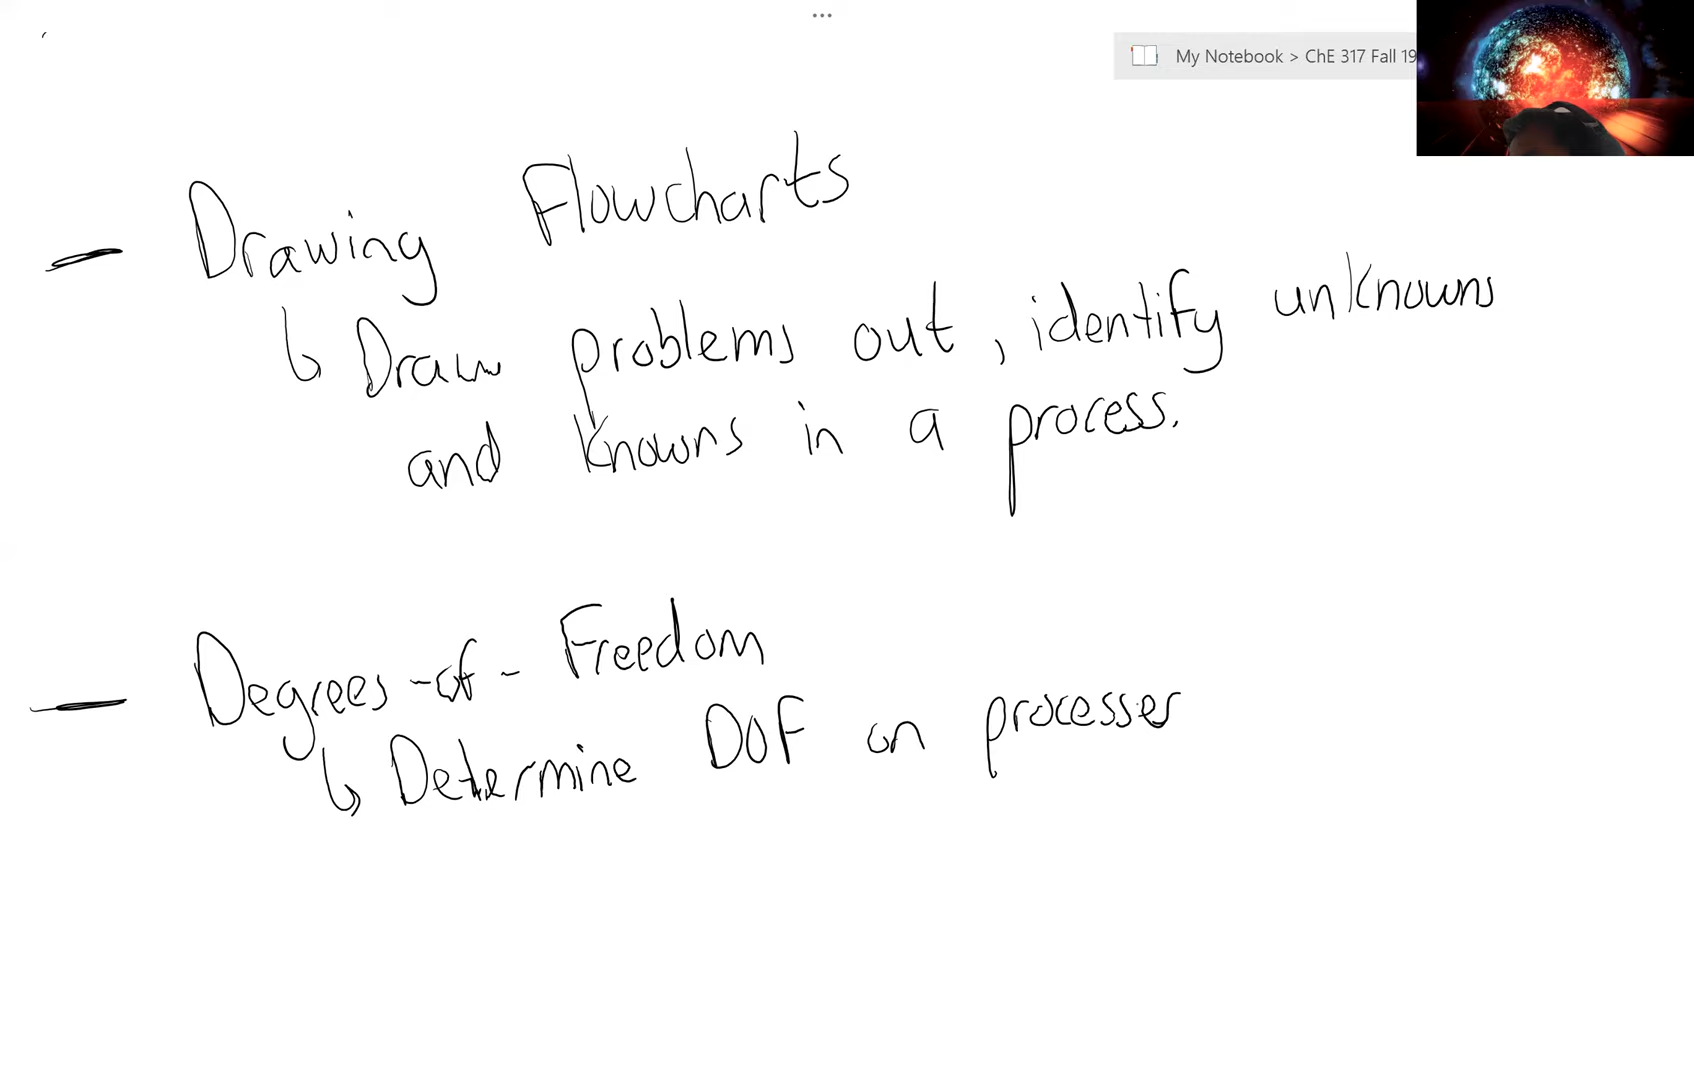 My Notebook > ChE 317 Fall 19
— Drawing Flowcharts
↳ Draw problems out, identify unknowns
and knowns in a process.
— Degrees-of-Freedom
↳ Determine DOF on processes